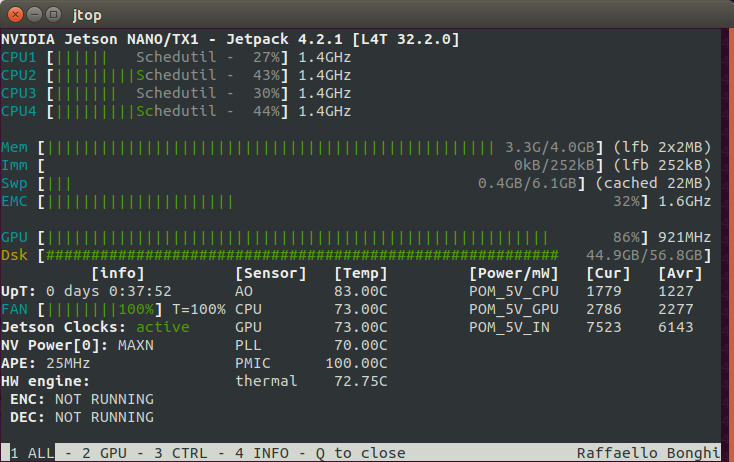 jtop
NVIDIA Jetson NANO/TX1 - Jetpack 4.2.1 [L4T 32.2.0]
CPU1 [|||||| Schedutil - 27%] 1.4GHz
CPU2 [|||||||||Schedutil - 43%] 1.4GHz
CPU3 [||||||| Schedutil - 30%] 1.4GHz
CPU4 [|||||||||Schedutil - 44%] 1.4GHz
Mem [|||||||||||||||||||||||||||||||||||||||||||||||||| 3.3G/4.0GB] (lfb 2x2MB)
Imm [ 0kB/252kB] (lfb 252kB)
Swp [||| 0.4GB/6.1GB] (cached 22MB)
EMC [||||||||||||||||||||| 32%] 1.6GHz
GPU [|||||||||||||||||||||||||||||||||||||||||||||||||||||||| 86%] 921MHz
Dsk [######################################################### 44.9GB/56.8GB]
[info] [Sensor] [Temp] [Power/mW] [Cur] [Avr]
UpT: 0 days 0:37:52 AO 83.00C POM_5V_CPU 1779 1227
FAN [||||||||100%] T=100% CPU 73.00C POM_5V_GPU 2786 2277
Jetson Clocks: active GPU 73.00C POM_5V_IN 7523 6143
NV Power[0]: MAXN PLL 70.00C
APE: 25MHz PMIC 100.00C
HW engine: thermal 72.75C
ENC: NOT RUNNING
DEC: NOT RUNNING
1 ALL - 2 GPU - 3 CTRL - 4 INFO - Q to close Raffaello Bonghi